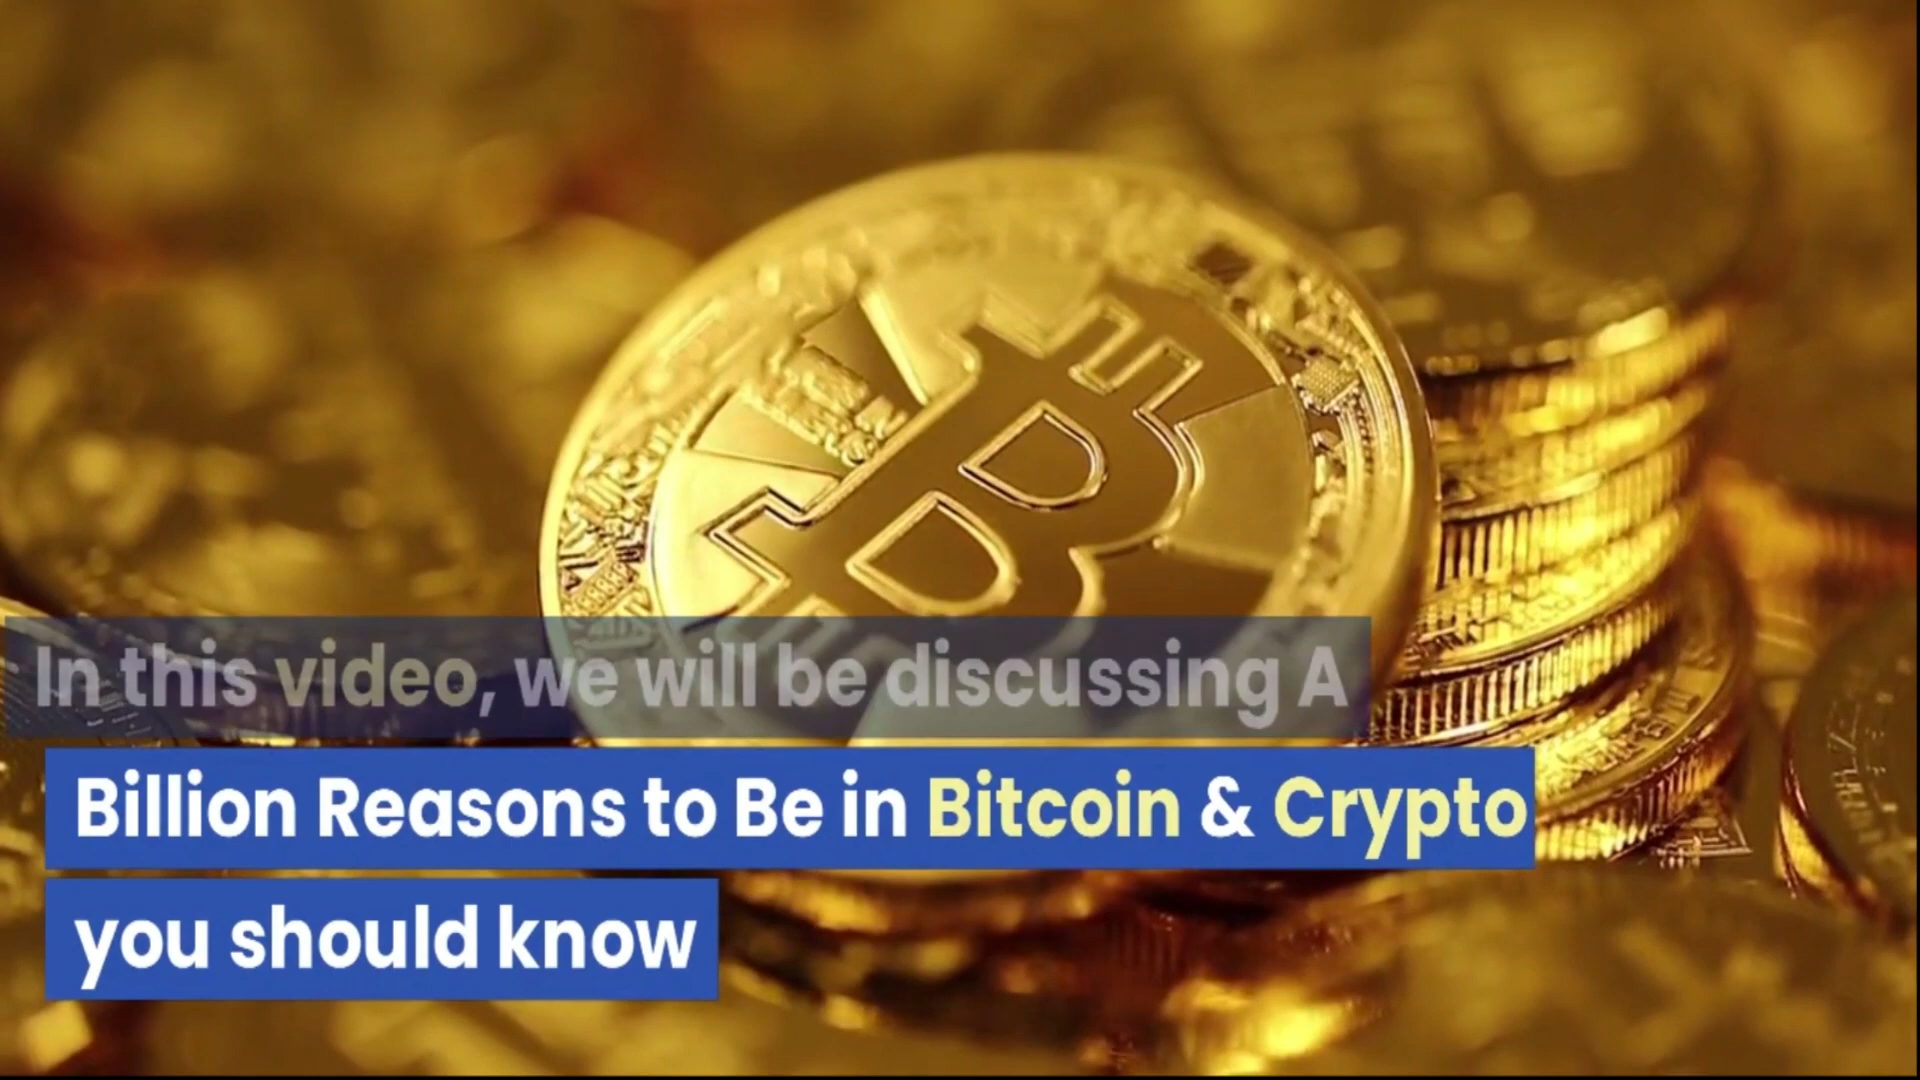 In this video, we will be discussing A
Billion Reasons to Be in Bitcoin & Crypto
you should know